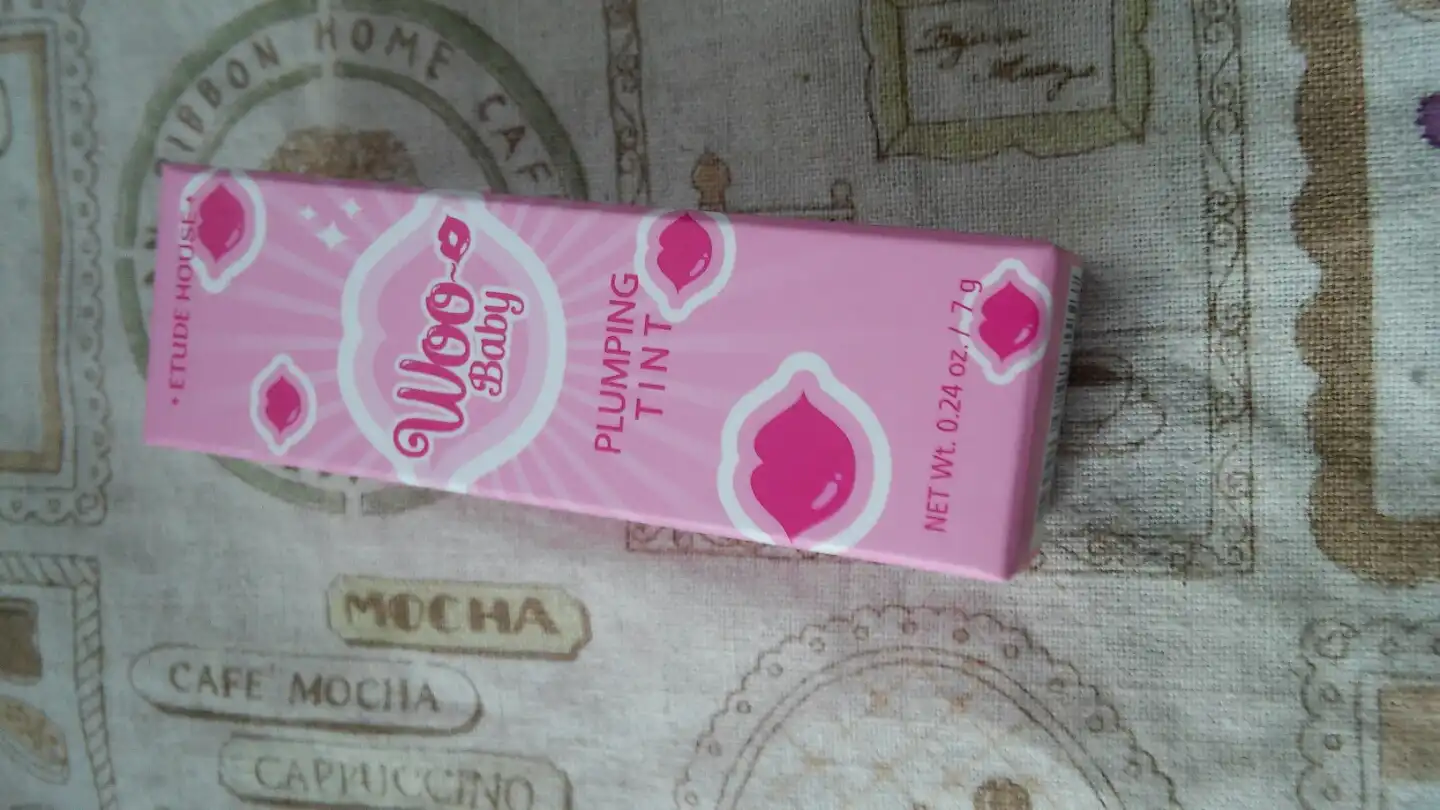 • ETUDE HOUSE •
Woo~
Baby
PLUMPING
TINT
NET Wt. 0.24 oz. / 7 g
RIBBON HOME CAFE
MOCHA
CAFE MOCHA
CAPPUCCINO